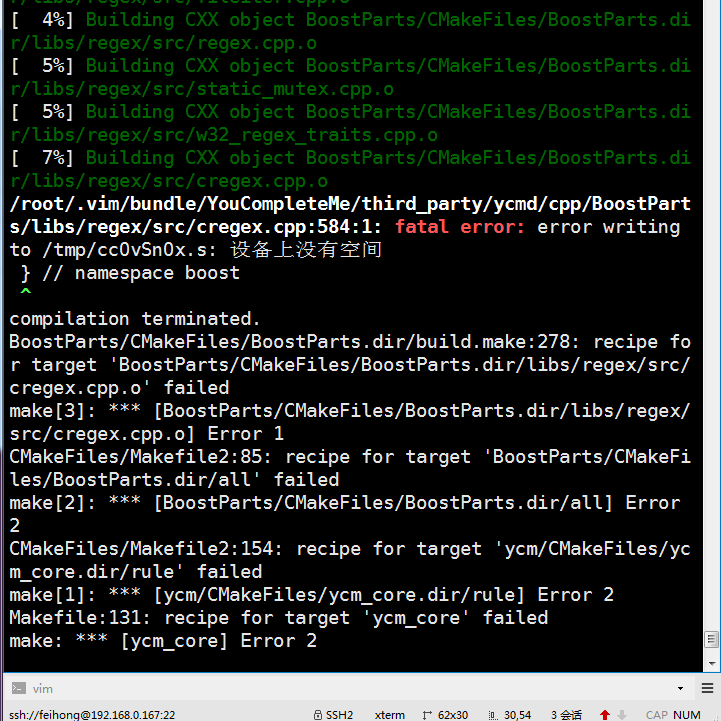 [  4%] Building CXX object BoostParts/CMakeFiles/BoostParts.di
r/libs/regex/src/regex.cpp.o
[  5%] Building CXX object BoostParts/CMakeFiles/BoostParts.di
r/libs/regex/src/static_mutex.cpp.o
[  5%] Building CXX object BoostParts/CMakeFiles/BoostParts.di
r/libs/regex/src/w32_regex_traits.cpp.o
[  7%] Building CXX object BoostParts/CMakeFiles/BoostParts.di
r/libs/regex/src/cregex.cpp.o
/root/.vim/bundle/YouCompleteMe/third_party/ycmd/cpp/BoostPart
s/libs/regex/src/cregex.cpp:584:1: fatal error: error writing
to /tmp/cc0vSn0x.s: 设备上没有空间
 } // namespace boost
 ^
compilation terminated.
BoostParts/CMakeFiles/BoostParts.dir/build.make:278: recipe fo
r target 'BoostParts/CMakeFiles/BoostParts.dir/libs/regex/src/
cregex.cpp.o' failed
make[3]: *** [BoostParts/CMakeFiles/BoostParts.dir/libs/regex/
src/cregex.cpp.o] Error 1
CMakeFiles/Makefile2:85: recipe for target 'BoostParts/CMakeFi
les/BoostParts.dir/all' failed
make[2]: *** [BoostParts/CMakeFiles/BoostParts.dir/all] Error
2
CMakeFiles/Makefile2:154: recipe for target 'ycm/CMakeFiles/yc
m_core.dir/rule' failed
make[1]: *** [ycm/CMakeFiles/ycm_core.dir/rule] Error 2
Makefile:131: recipe for target 'ycm_core' failed
make: *** [ycm_core] Error 2
vim
ssh://feihong@192.168.0.167:22 SSH2 xterm 62x30 30,54 3 会话 CAP NUM